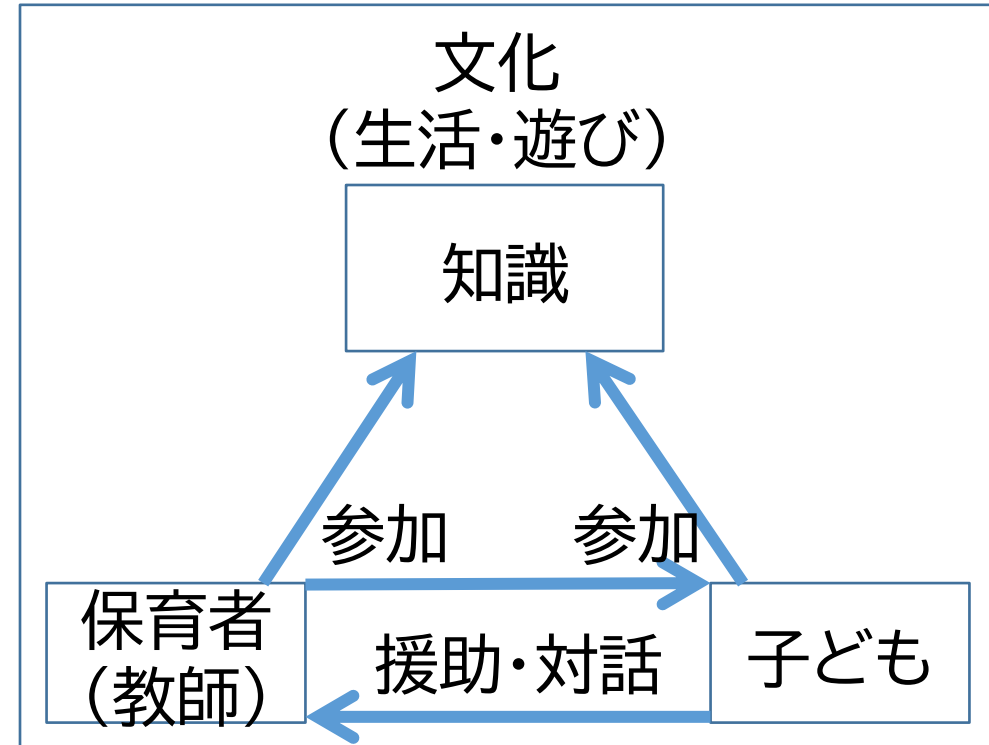 文化
（生活・遊び）
知識
参加
参加
保育者
（教師）
援助・対話
子ども